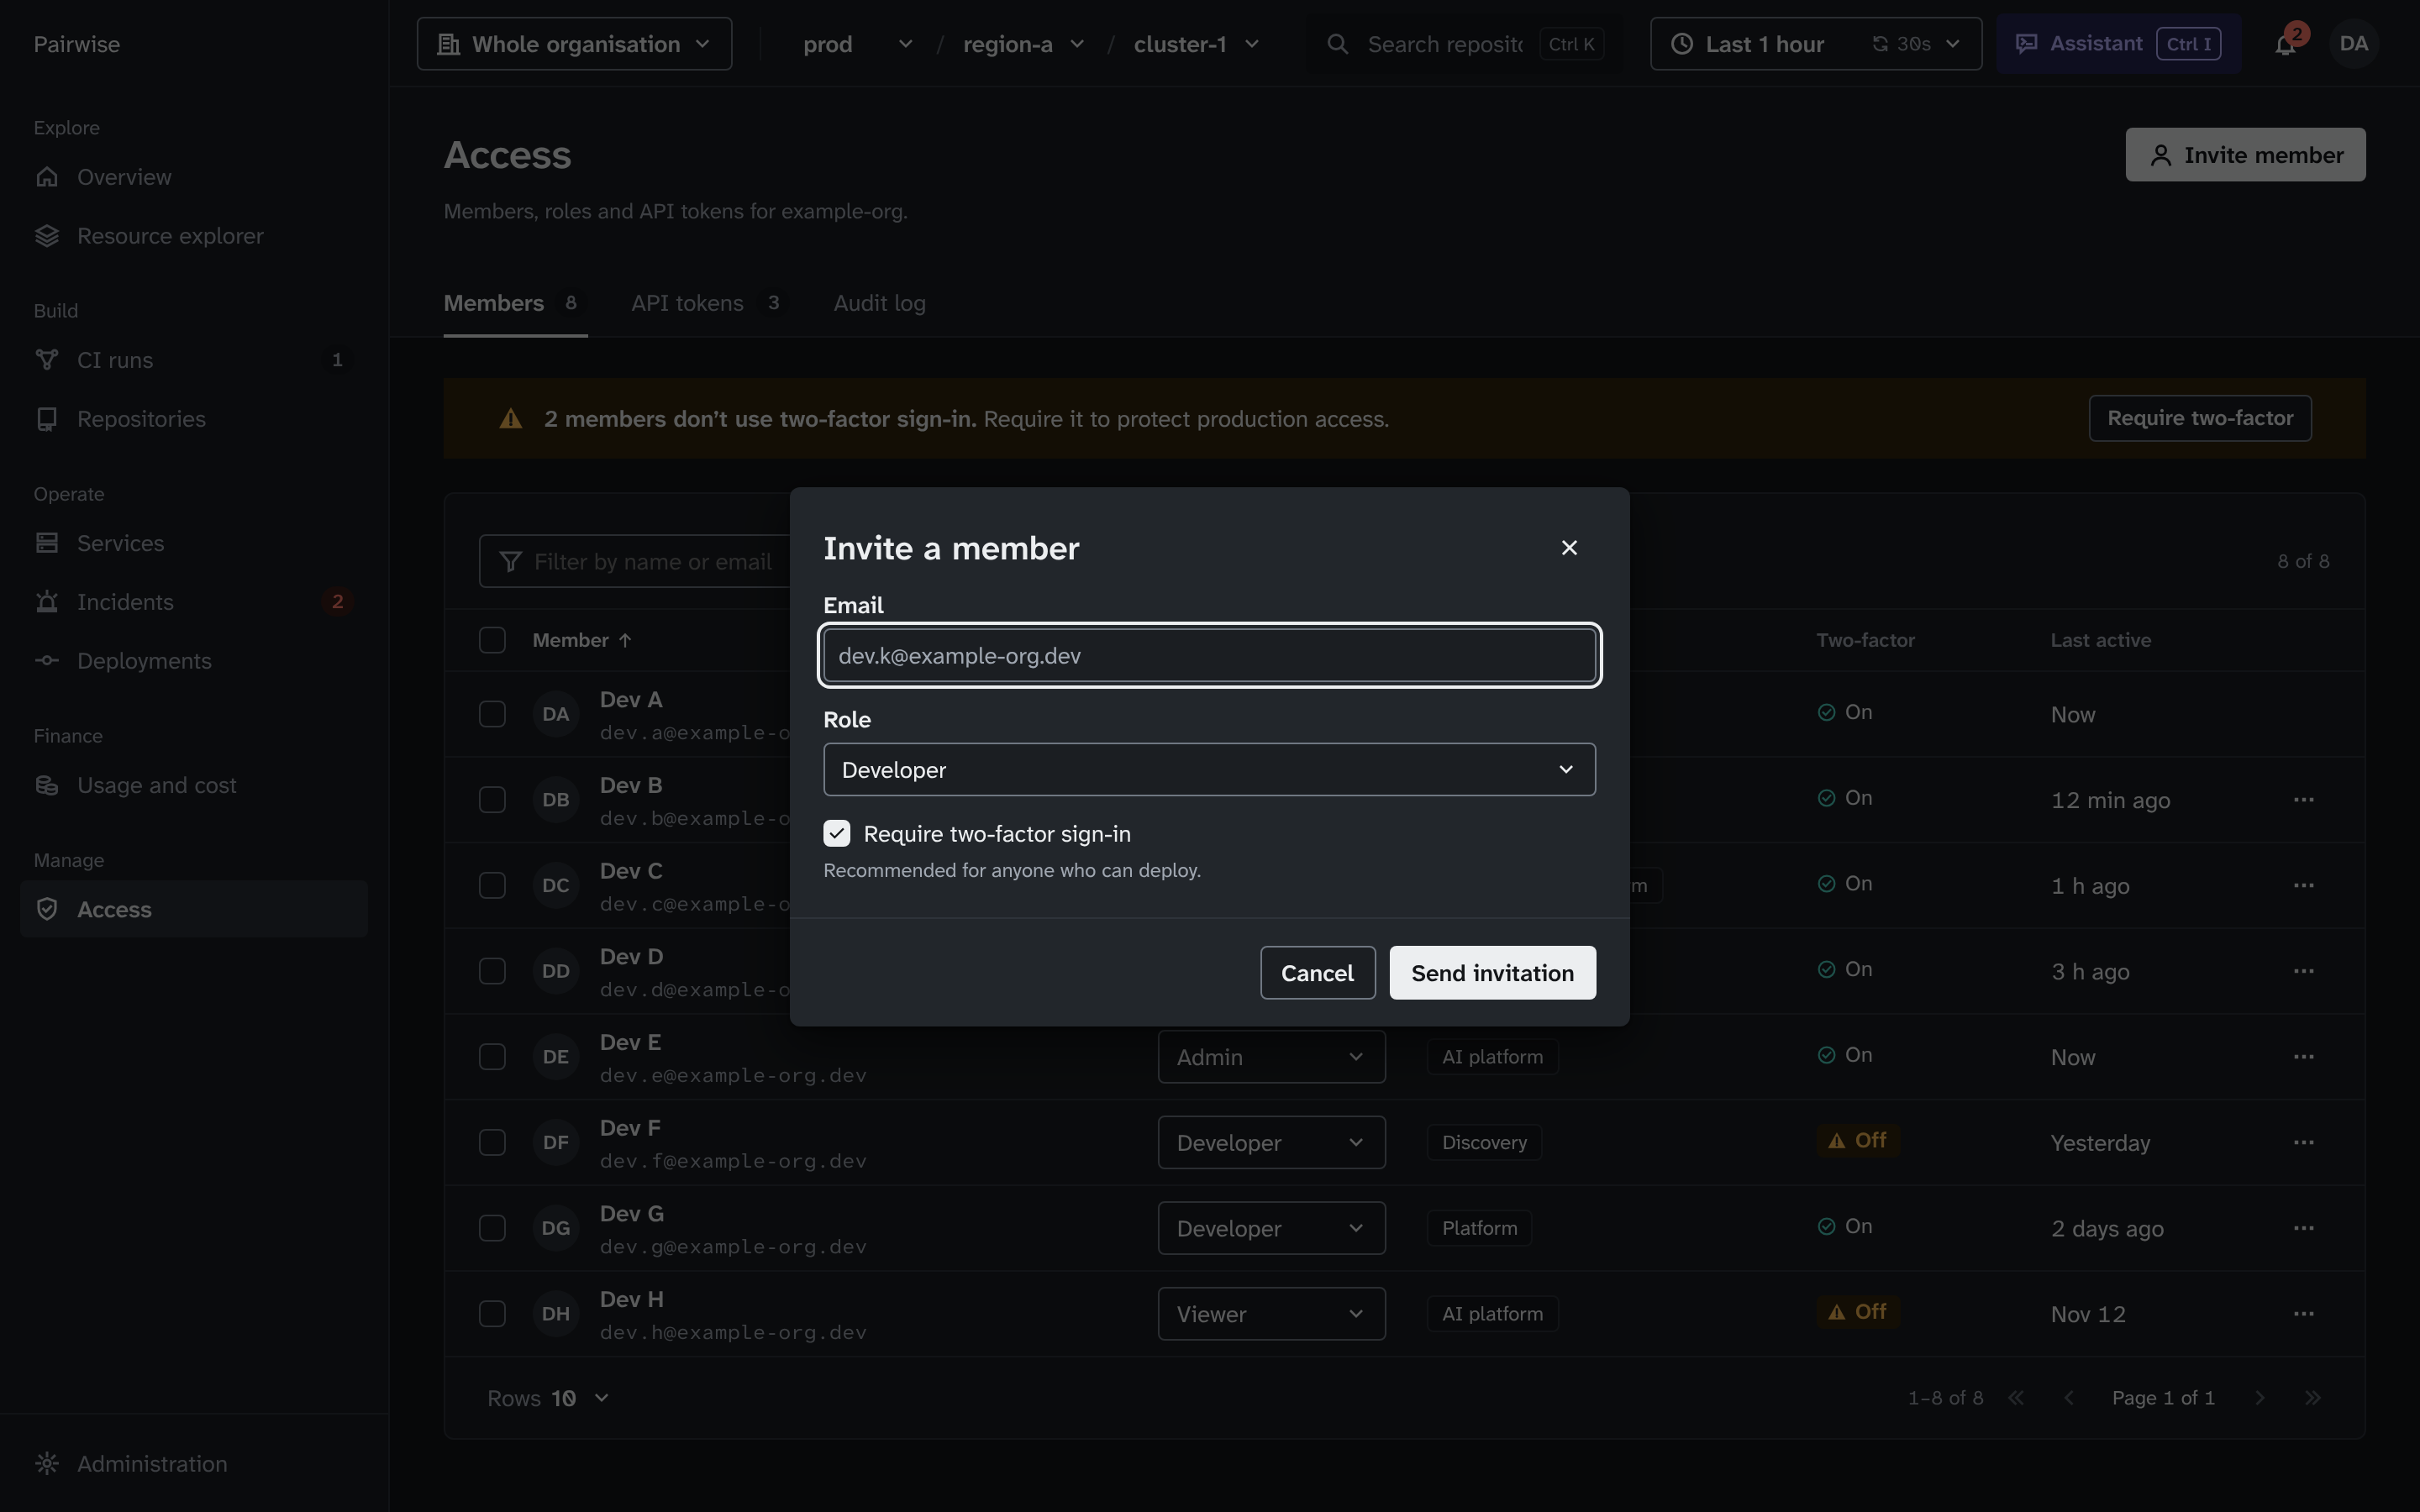 Pairwise
Whole organisation
prod / region-a / cluster-1
Search reposito
Ctrl K
Last 1 hour
30s
Assistant
Ctrl I
2
DA
Explore
Overview
Resource explorer
Build
CI runs
1
Repositories
Operate
Services
Incidents
2
Deployments
Finance
Usage and cost
Manage
Access
Administration
Access
Invite member
Members, roles and API tokens for example-org.
Members 8
API tokens 3
Audit log
2 members don’t use two-factor sign-in. Require it to protect production access.
Require two-factor
Filter by name or email
8 of 8
Member
Two-factor
Last active
DA
Dev A
dev.a@example-o
On
Now
DB
Dev B
dev.b@example-o
On
12 min ago
DC
Dev C
dev.c@example-o
m
On
1 h ago
DD
Dev D
dev.d@example-o
On
3 h ago
DE
Dev E
dev.e@example-org.dev
Admin
AI platform
On
Now
DF
Dev F
dev.f@example-org.dev
Developer
Discovery
Off
Yesterday
DG
Dev G
dev.g@example-org.dev
Developer
Platform
On
2 days ago
DH
Dev H
dev.h@example-org.dev
Viewer
AI platform
Off
Nov 12
Rows 10
1–8 of 8
Page 1 of 1
Invite a member
Email
dev.k@example-org.dev
Role
Developer
Require two-factor sign-in
Recommended for anyone who can deploy.
Cancel
Send invitation